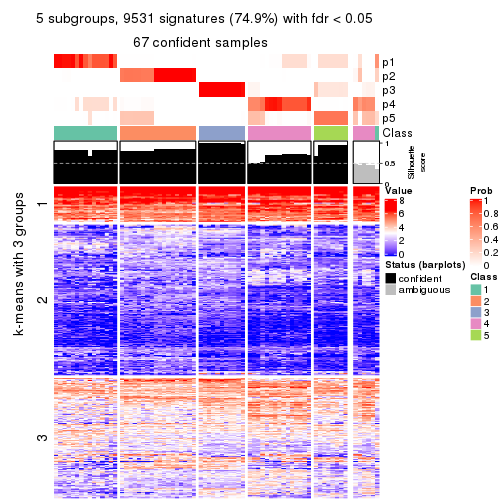 5 subgroups, 9531 signatures (74.9%) with fdr < 0.05
67 confident samples
p1
p2
p3
p4
p5
Class
1
0.5
0
Silhouette
score
k-means with 3 groups
1
2
3
Value
8
6
4
2
0
Status (barplots)
confident
ambiguous
Prob
1
0.8
0.6
0.4
0.2
0
Class
1
2
3
4
5